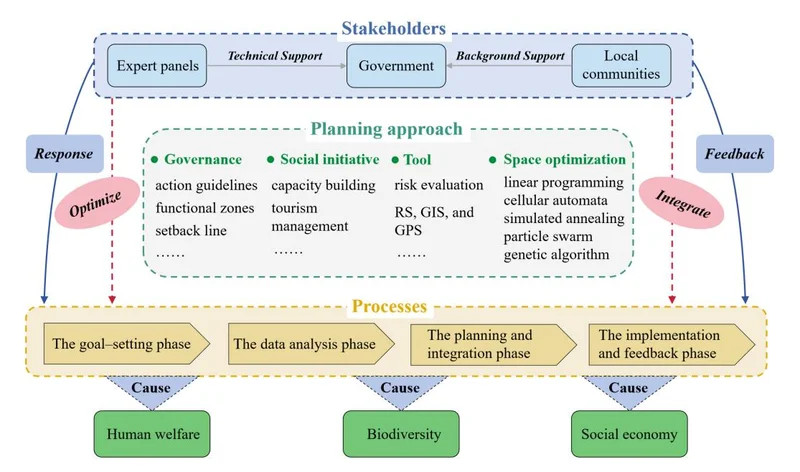 Stakeholders
Expert panels
Technical Support
Government
Background Support
Local
communities
Response
Feedback
Optimize
Integrate
Planning approach
Governance
action guidelines
functional zones
setback line
……
Social initiative
capacity building
tourism
management
……
Tool
risk evaluation
RS, GIS, and
GPS
……
Space optimization
linear programming
cellular automata
simulated annealing
particle swarm
genetic algorithm
Processes
The goal–setting phase
The data analysis phase
The planning and
integration phase
The implementation
and feedback phase
Cause
Cause
Cause
Human welfare
Biodiversity
Social economy